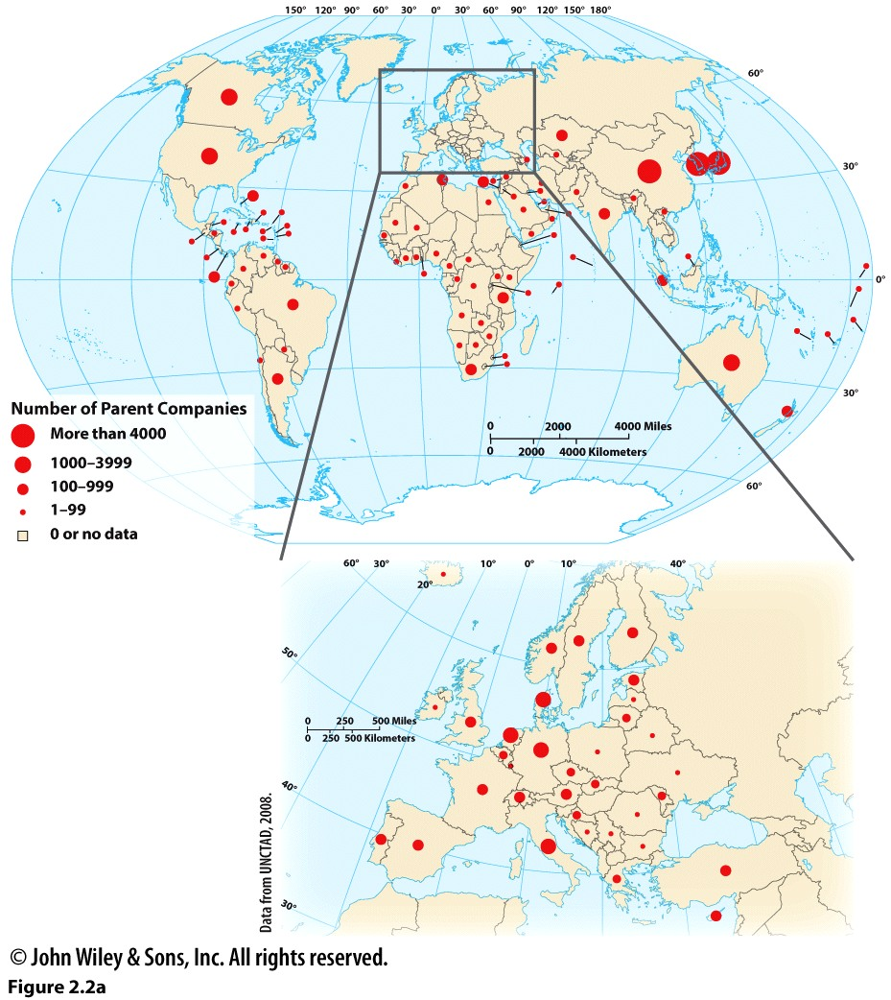 150° 120° 90° 60° 30° 0° 30° 60° 90° 120° 150° 180°
60°
30°
0°
30°
60°
Number of Parent Companies
More than 4000
1000–3999
100–999
1–99
0 or no data
0 2000 4000 Miles
0 2000 4000 Kilometers
60° 30° 20° 10° 0° 10° 40°
50°
40°
30°
0 250 500 Miles
0 250 500 Kilometers
Data from UNCTAD, 2008.
© John Wiley & Sons, Inc. All rights reserved.
Figure 2.2a